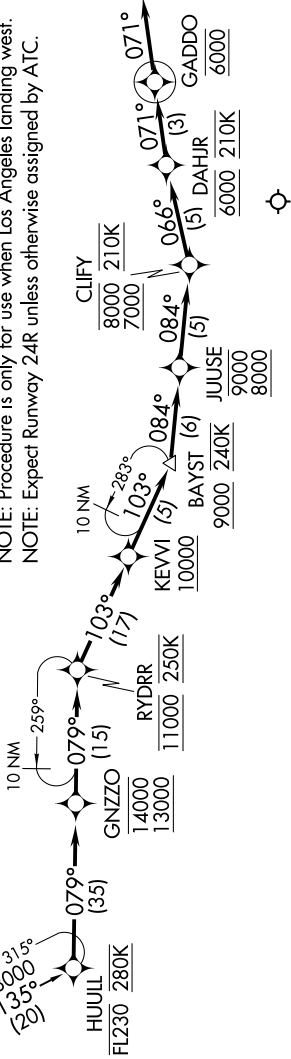 NOTE: Procedure is only for use when Los Angeles landing west.
NOTE: Expect Runway 24R unless otherwise assigned by ATC.
315°
135°
(20)
HUULL
FL230 280K
079°
(35)
GNZZO
14000
13000
10 NM
259°
079°
(15)
RYDRR
11000 250K
103°
(17)
KEVVI
10000
10 NM
283°
103°
(5)
BAYST
9000 240K
084°
(6)
JUUSE
9000
8000
084°
(5)
CLIFY
8000 210K
7000
066°
(5)
DAHJR
6000 210K
071°
(3)
GADDO
6000
071°